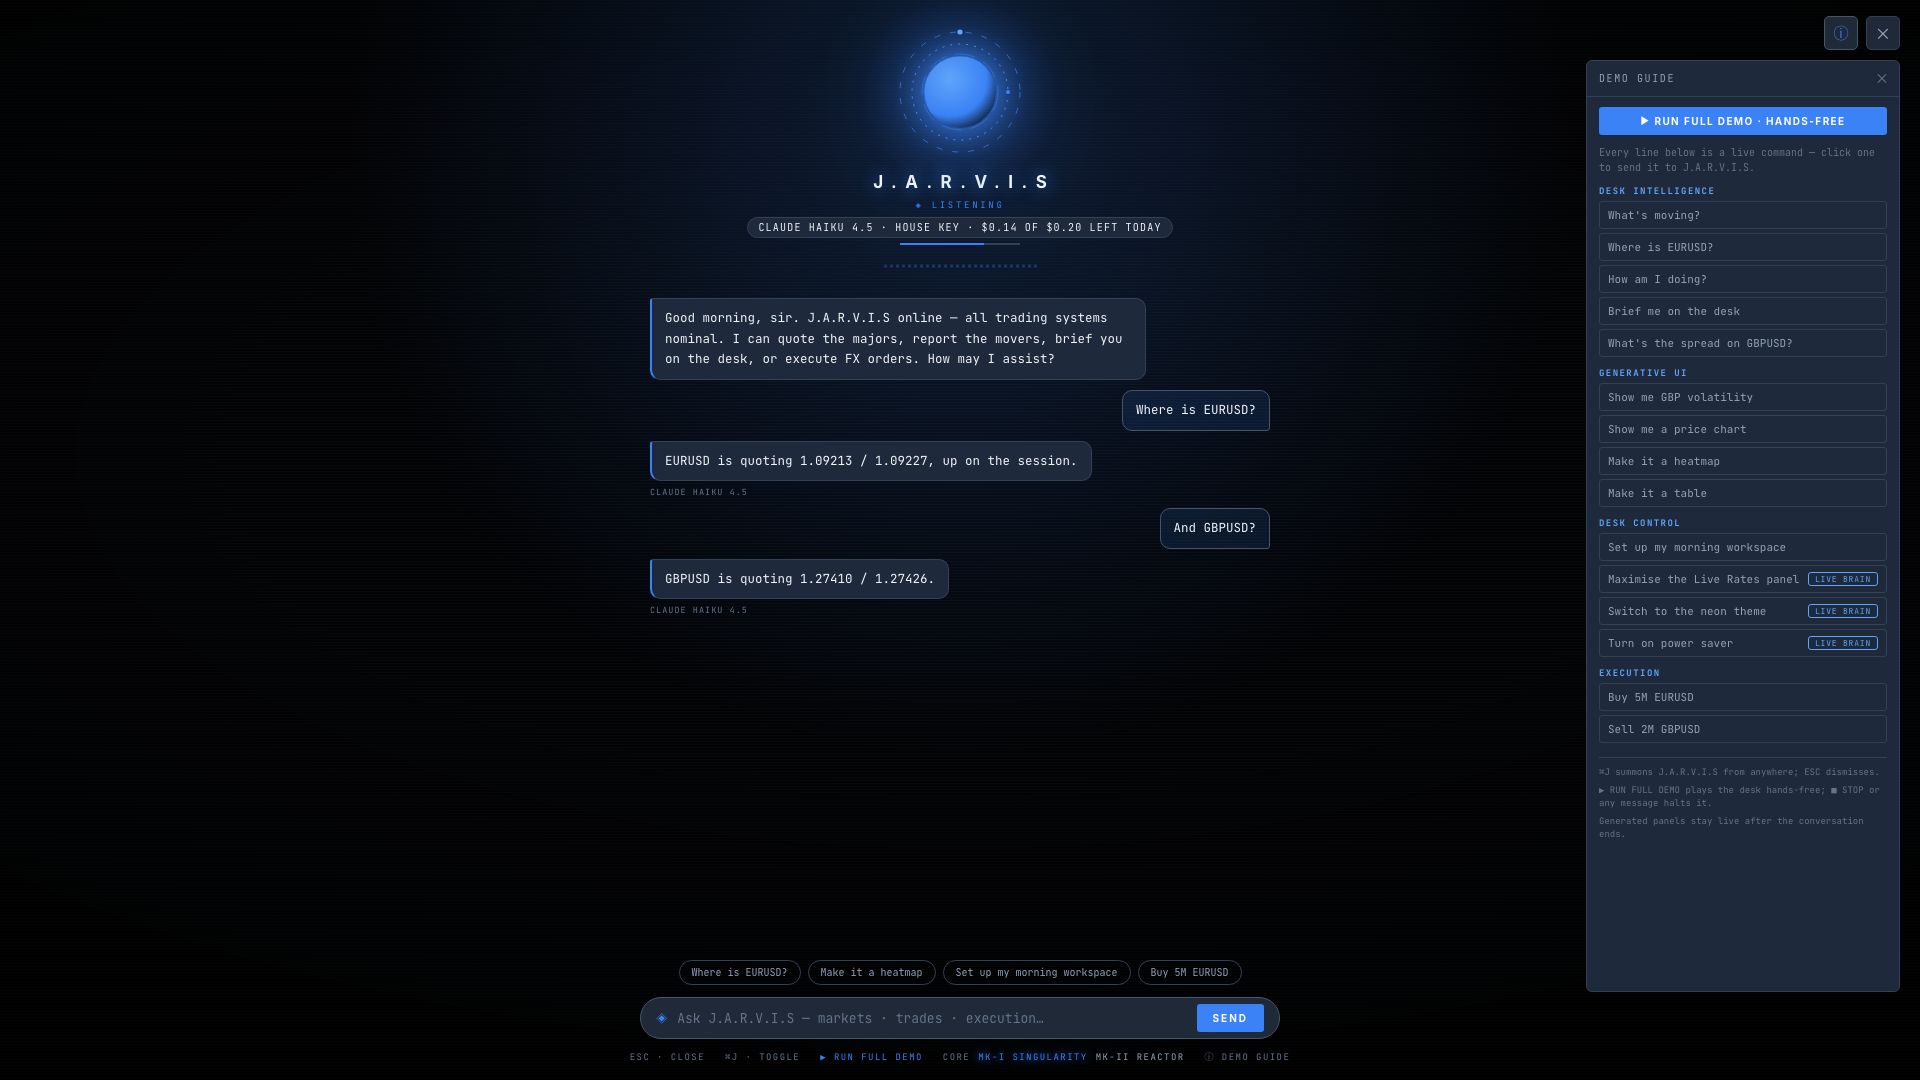 J.A.R.V.I.S
◈ LISTENING
CLAUDE HAIKU 4.5 · HOUSE KEY · $0.14 OF $0.20 LEFT TODAY
Good morning, sir. J.A.R.V.I.S online — all trading systems
nominal. I can quote the majors, report the movers, brief you
on the desk, or execute FX orders. How may I assist?
Where is EURUSD?
EURUSD is quoting 1.09213 / 1.09227, up on the session.
CLAUDE HAIKU 4.5
And GBPUSD?
GBPUSD is quoting 1.27410 / 1.27426.
CLAUDE HAIKU 4.5
Where is EURUSD?
Make it a heatmap
Set up my morning workspace
Buy 5M EURUSD
◈ Ask J.A.R.V.I.S — markets · trades · execution…
SEND
ESC · CLOSE
⌘J · TOGGLE
▶ RUN FULL DEMO
CORE MK-I SINGULARITY MK-II REACTOR
ⓘ DEMO GUIDE
ⓘ
DEMO GUIDE
▶ RUN FULL DEMO · HANDS-FREE
Every line below is a live command — click one
to send it to J.A.R.V.I.S.
DESK INTELLIGENCE
What's moving?
Where is EURUSD?
How am I doing?
Brief me on the desk
What's the spread on GBPUSD?
GENERATIVE UI
Show me GBP volatility
Show me a price chart
Make it a heatmap
Make it a table
DESK CONTROL
Set up my morning workspace
Maximise the Live Rates panel LIVE BRAIN
Switch to the neon theme LIVE BRAIN
Turn on power saver LIVE BRAIN
EXECUTION
Buy 5M EURUSD
Sell 2M GBPUSD
⌘J summons J.A.R.V.I.S from anywhere; ESC dismisses.
▶ RUN FULL DEMO plays the desk hands-free; ■ STOP or
any message halts it.
Generated panels stay live after the conversation
ends.